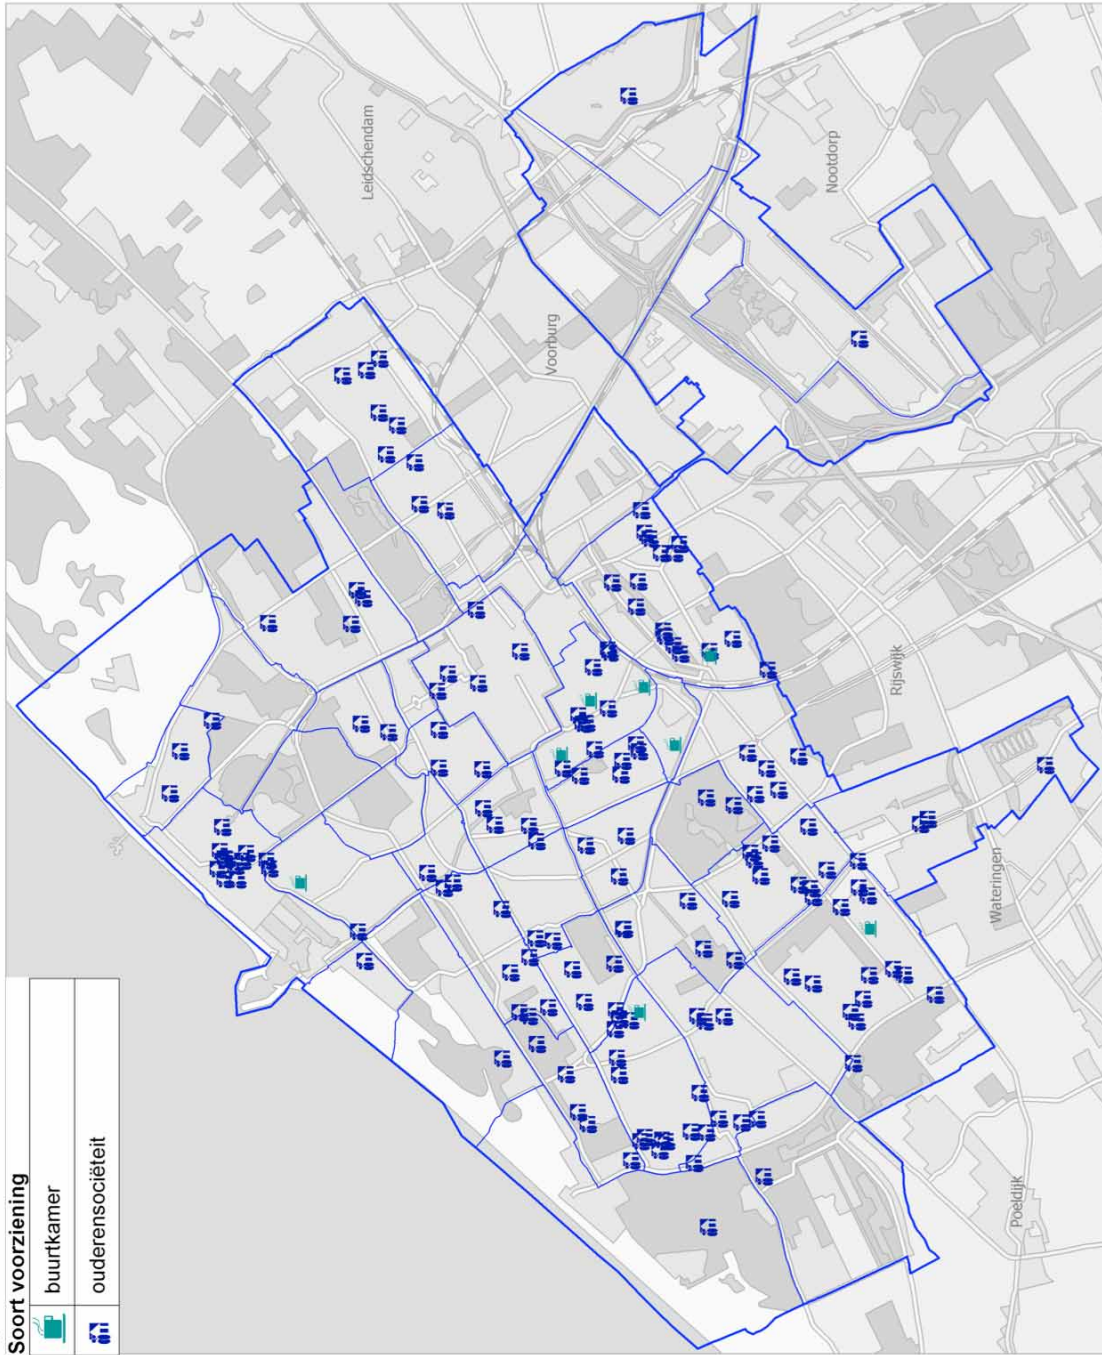 Soort voorziening
buurtkamer
ouderensociëteit
Leidschendam
Nootdorp
Voorburg
Rijswijk
Wateringen
Poeldijk